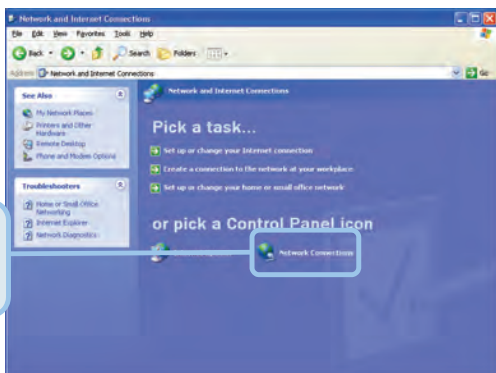 Network and Internet Connections
File Edit View Favorites Tools Help
Back Search Folders
Address Network and Internet Connections Go
See Also
My Network Places
Printers and Other
Hardware
Remote Desktop
Phone and Modem Options
Troubleshooters
Home or Small Office
Networking
Internet Explorer
Network Diagnostics
Network and Internet Connections
Pick a task...
Set up or change your Internet connection
Create a connection to the network at your workplace
Set up or change your home or small office network
or pick a Control Panel icon
Network Connections